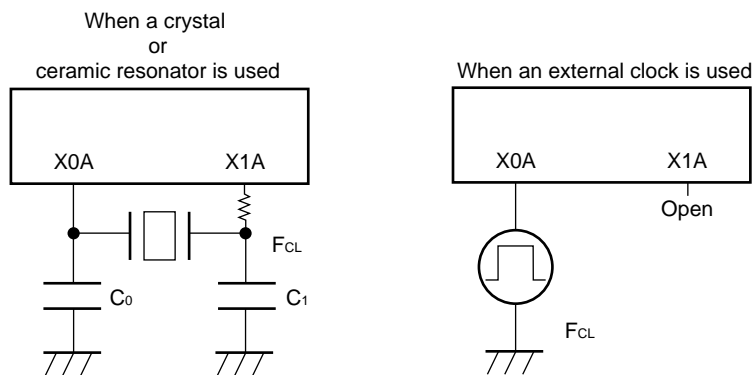 When a crystal
or
ceramic resonator is used
X0A
X1A
FCL
C0
C1
When an external clock is used
X0A
X1A
Open
FCL